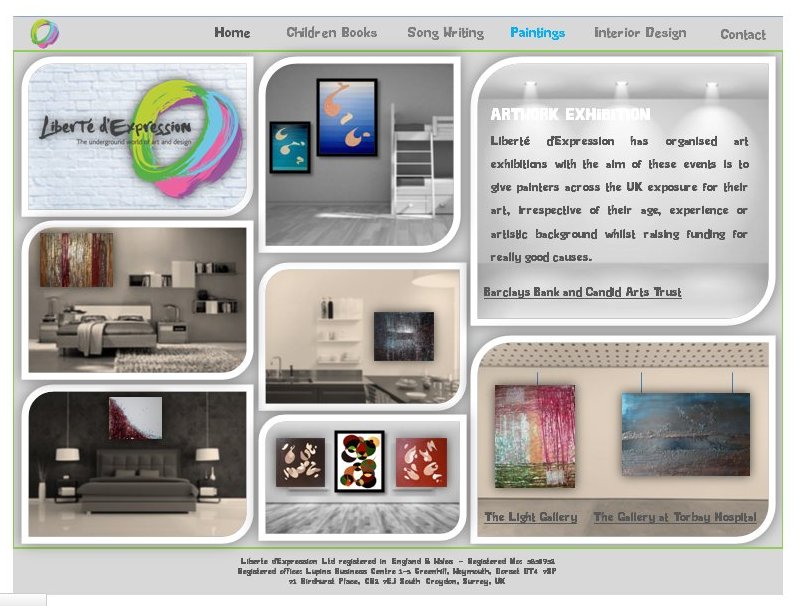 Home
Children Books
Song Writing
Paintings
Interior Design
Contact
Liberté d'Expression
The underground world of art and design
ARTWORK EXHIBITION
Liberté d'Expression has organised art
exhibitions with the aim of these events is to
give painters across the UK exposure for their
art, irrespective of their age, experience or
artistic background whilst raising funding for
really good causes.
Barclays Bank and Candid Arts Trust
The Light Gallery
The Gallery at Torbay Hospital
Liberte d'Expression Ltd registered in England & Wales - Registered No:
Registered office: Lupins Business Centre 1-3 Greenhill, Weymouth, Dorset DT4 7SP
71 Birdhurst Place, CR2 7EJ South Croydon, Surrey, UK